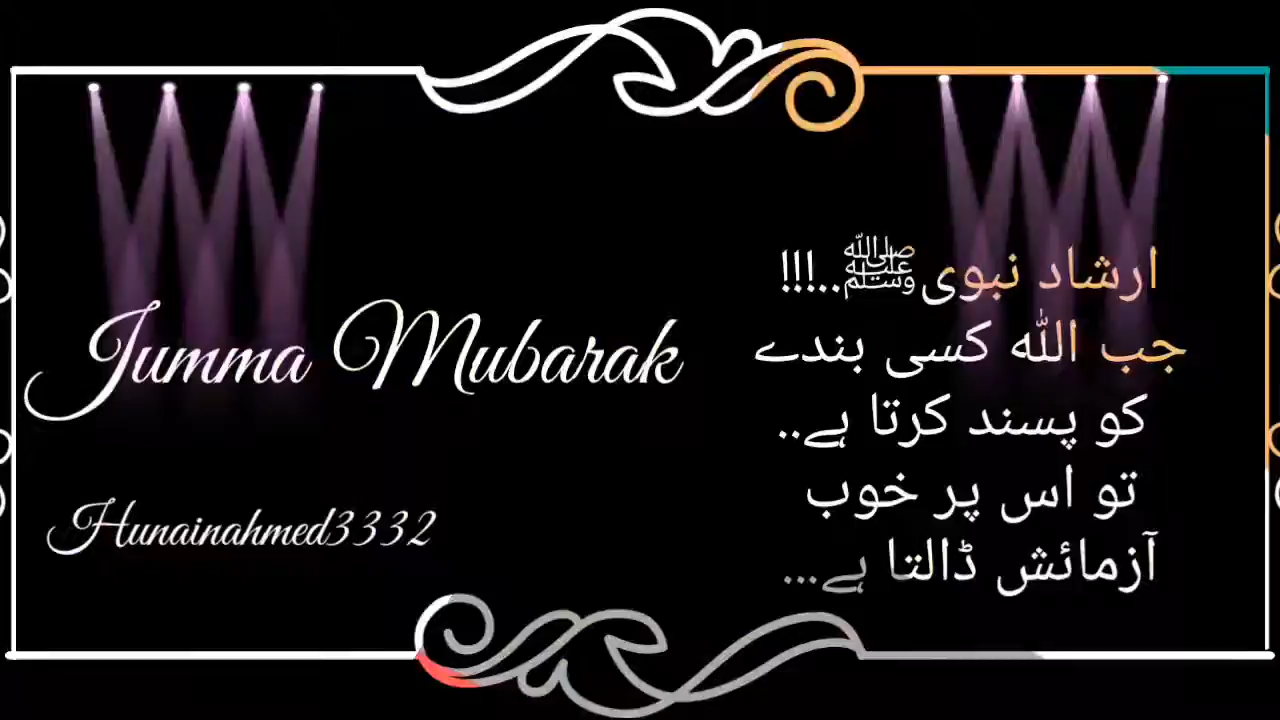 Jumma Mubarak
Hunainahmed3332
ارشاد نبوی ﷺ.....!!!
جب اللہ کسی بندے
کو پسند کرتا ہے..
تو اس پر خوب
آزمائش ڈالتا ہے...